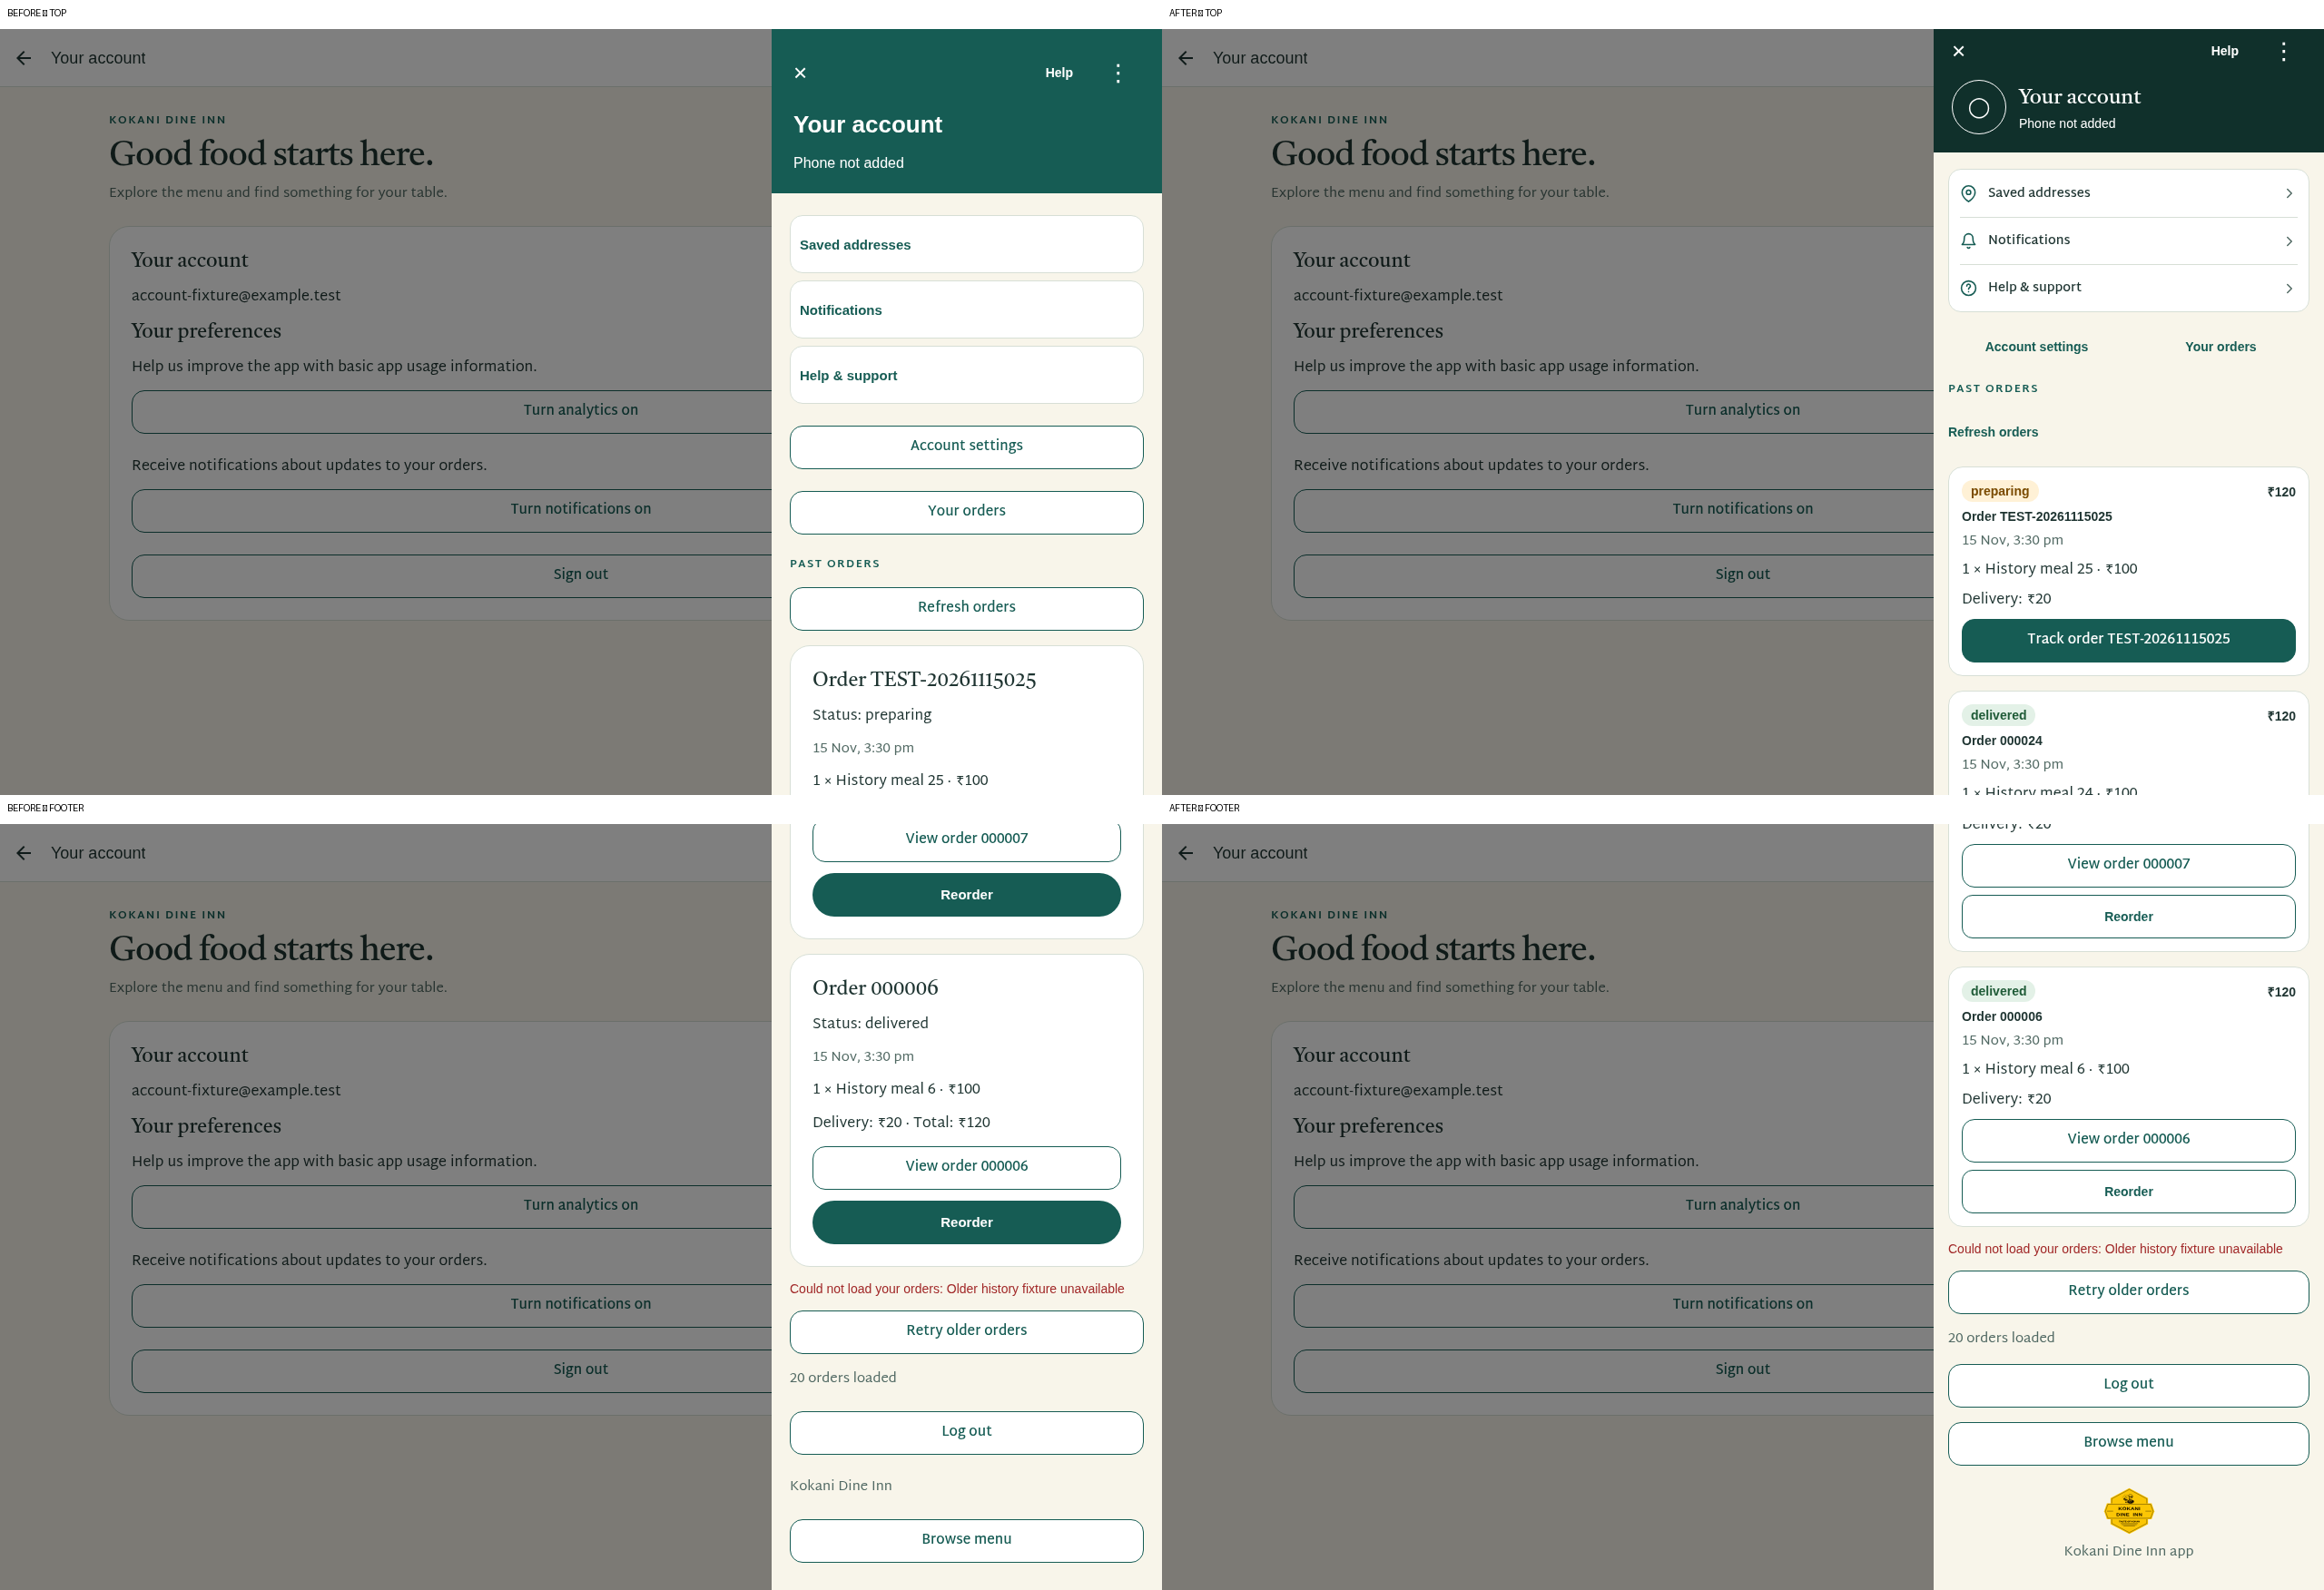 BEFORE TOP
Your account
KOKANI DINE INN
Good food starts here.
Explore the menu and find something for your table.
Your account
account-fixture@example.test
Your preferences
Help us improve the app with basic app usage information.
Turn analytics on
Receive notifications about updates to your orders.
Turn notifications on
Sign out
Help
Your account
Phone not added
Saved addresses
Notifications
Help & support
Account settings
Your orders
PAST ORDERS
Refresh orders
Order TEST-20261115025
Status: preparing
15 Nov, 3:30 pm
1 × History meal 25 · ₹100
AFTER TOP
Your account
KOKANI DINE INN
Good food starts here.
Explore the menu and find something for your table.
Your account
account-fixture@example.test
Your preferences
Help us improve the app with basic app usage information.
Turn analytics on
Receive notifications about updates to your orders.
Turn notifications on
Sign out
Help
Your account
Phone not added
Saved addresses
Notifications
Help & support
Account settings Your orders
PAST ORDERS
Refresh orders
preparing ₹120
Order TEST-20261115025
15 Nov, 3:30 pm
1 × History meal 25 · ₹100
Delivery: ₹20
Track order TEST-20261115025
delivered ₹120
Order 000024
15 Nov, 3:30 pm
1 × History meal 24 · ₹100
BEFORE FOOTER
Your account
KOKANI DINE INN
Good food starts here.
Explore the menu and find something for your table.
Your account
account-fixture@example.test
Your preferences
Help us improve the app with basic app usage information.
Turn analytics on
Receive notifications about updates to your orders.
Turn notifications on
Sign out
View order 000007
Reorder
Order 000006
Status: delivered
15 Nov, 3:30 pm
1 × History meal 6 · ₹100
Delivery: ₹20 · Total: ₹120
View order 000006
Reorder
Could not load your orders: Older history fixture unavailable
Retry older orders
20 orders loaded
Log out
Kokani Dine Inn
Browse menu
AFTER FOOTER
Your account
KOKANI DINE INN
Good food starts here.
Explore the menu and find something for your table.
Your account
account-fixture@example.test
Your preferences
Help us improve the app with basic app usage information.
Turn analytics on
Receive notifications about updates to your orders.
Turn notifications on
Sign out
Delivery: ₹20
View order 000007
Reorder
delivered ₹120
Order 000006
15 Nov, 3:30 pm
1 × History meal 6 · ₹100
Delivery: ₹20
View order 000006
Reorder
Could not load your orders: Older history fixture unavailable
Retry older orders
20 orders loaded
Log out
Browse menu
KOKANI
DINE INN
Kokani Dine Inn app